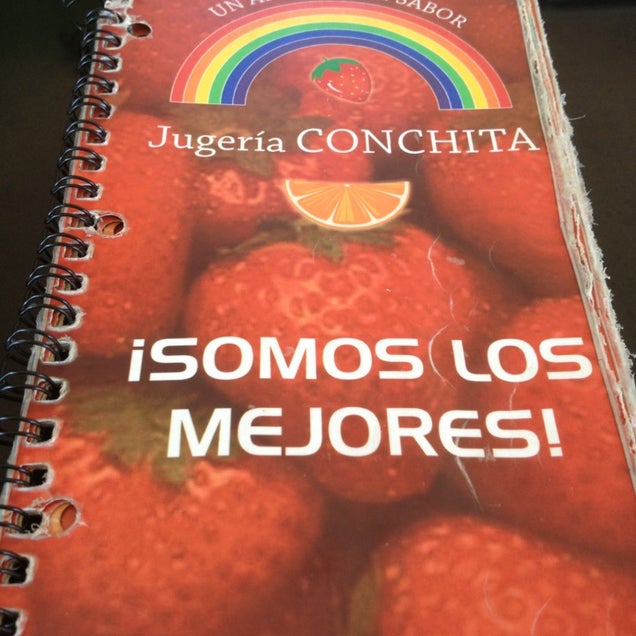 UN SABOR
Jugería CONCHITA
¡SOMOS LOS
MEJORES!